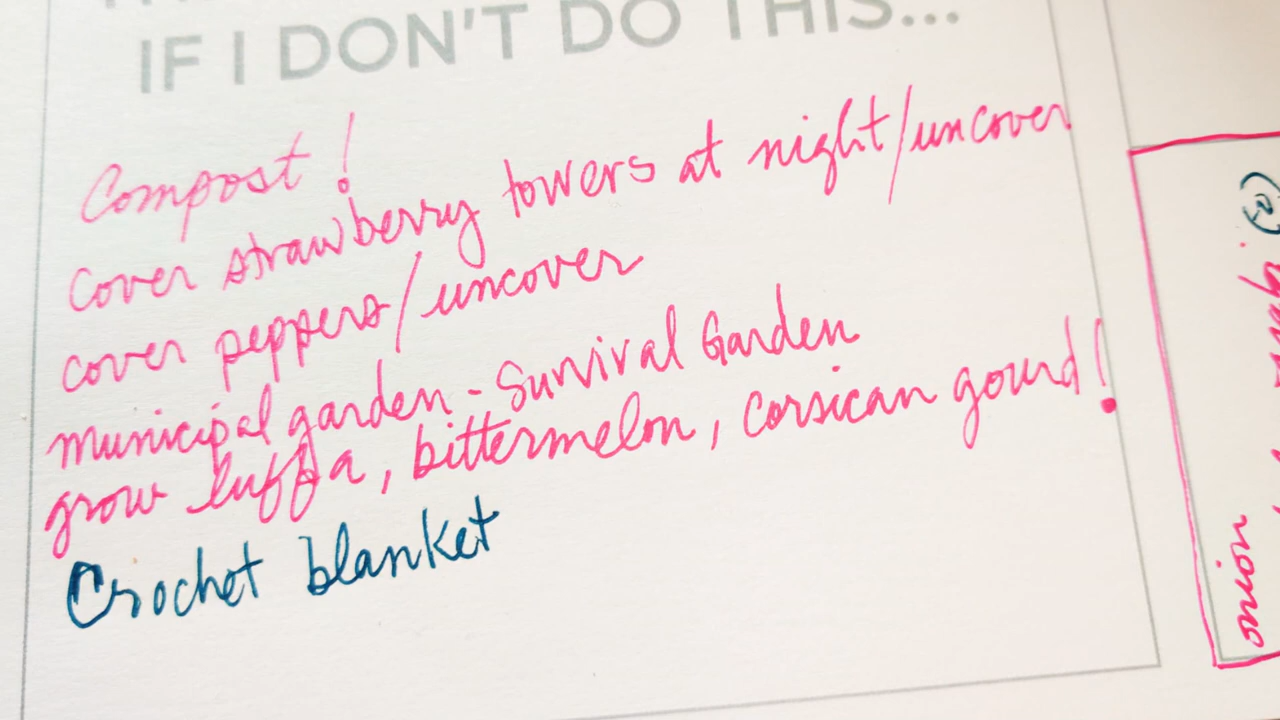 IF I DON'T DO THIS...
Compost!
Cover strawberry towers at night/uncover
cover peppers/uncover
municipal garden - Survival Garden
grow luffa, bittermelon, corsican gourd!
Crochet blanket
onion